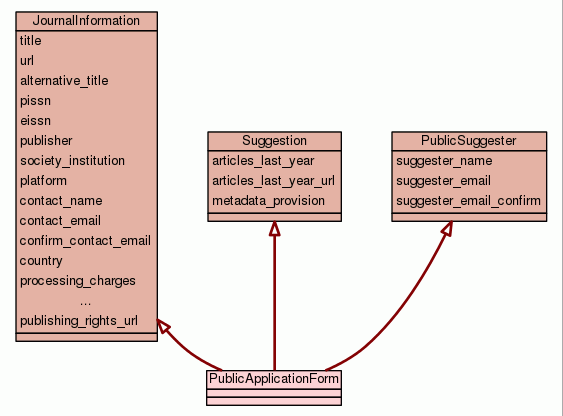 JournalInformation
title
url
alternative_title
pissn
eissn
publisher
society_institution
platform
contact_name
contact_email
confirm_contact_email
country
processing_charges
...
publishing_rights_url
Suggestion
articles_last_year
articles_last_year_url
metadata_provision
PublicSuggester
suggester_name
suggester_email
suggester_email_confirm
PublicApplicationForm